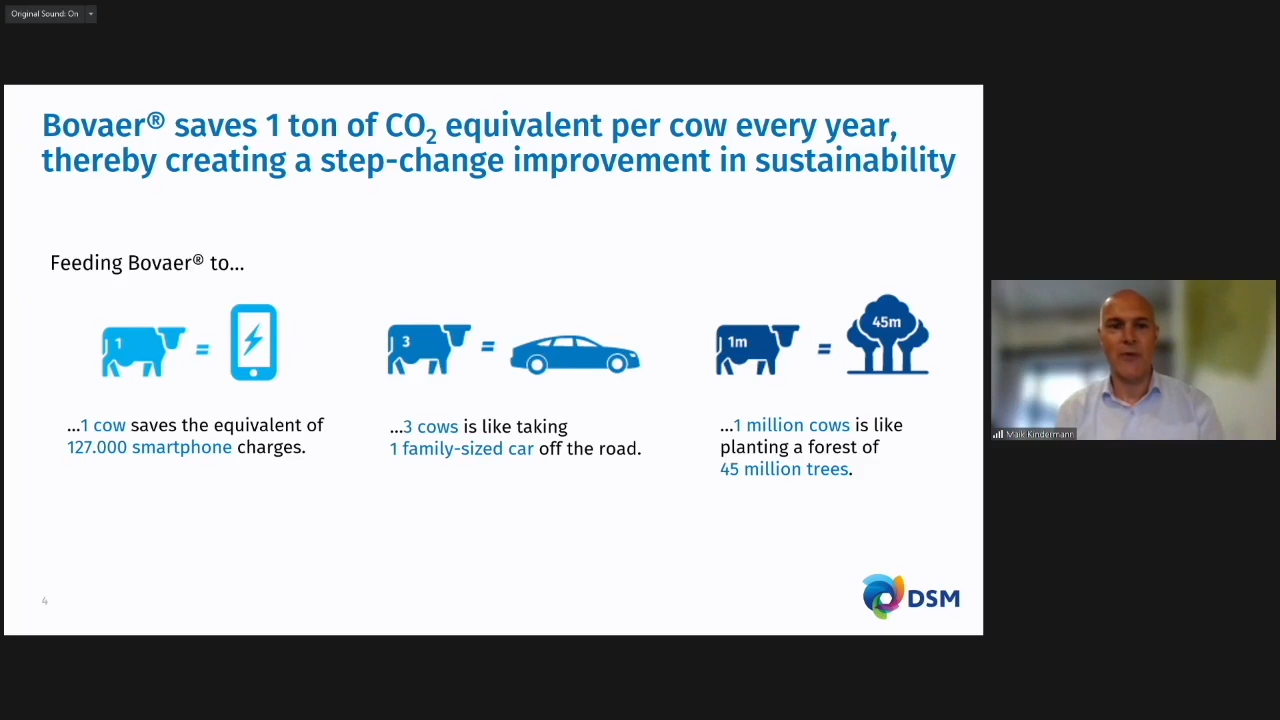 Original Sound: On
Bovaer® saves 1 ton of CO₂ equivalent per cow every year,
thereby creating a step-change improvement in sustainability
Feeding Bovaer® to...
1
=
3
=
1m
=
45m
...1 cow saves the equivalent of
127.000 smartphone charges.
...3 cows is like taking
1 family-sized car off the road.
...1 million cows is like
planting a forest of
45 million trees.
4
DSM
Maik Kindermann